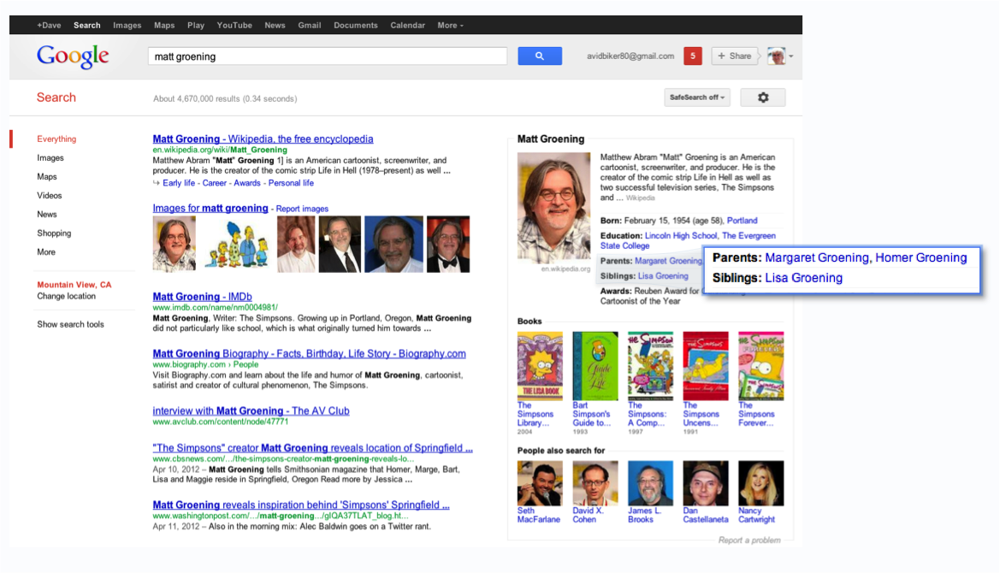 +Dave Search Images Maps Play YouTube News Gmail Documents Calendar More
Google
matt groening
avidbiker80@gmail.com 5 + Share
Search
About 4,670,000 results (0.34 seconds)
SafeSearch off
Everything
Images
Maps
Videos
News
Shopping
More
Mountain View, CA
Change location
Show search tools
Matt Groening - Wikipedia, the free encyclopedia
en.wikipedia.org/wiki/Matt_Groening
Matthew Abram "Matt" Groening 1] is an American cartoonist, screenwriter, and
producer. He is the creator of the comic strip Life in Hell (1978–present) as well ...
Early life - Career - Awards - Personal life
Images for matt groening - Report images
Matt Groening - IMDb
www.imdb.com/name/nm0004981/
Matt Groening, Writer: The Simpsons. Growing up in Portland, Oregon, Matt Groening
did not particularly like school, which is what originally turned him towards ...
Matt Groening Biography - Facts, Birthday, Life Story - Biography.com
www.biography.com › People
Visit Biography.com and learn about the life and humor of Matt Groening, cartoonist,
satirist and creator of cultural phenomenon, The Simpsons.
interview with Matt Groening - The AV Club
www.avclub.com/content/node/47771
"The Simpsons" creator Matt Groening reveals location of Springfield ...
www.cbsnews.com/.../the-simpsons-creator-matt-groening-reveals-lo...
Apr 10, 2012 – Matt Groening tells Smithsonian magazine that Homer, Marge, Bart,
Lisa and Maggie reside in Springfield, Oregon Read more by Jessica ...
Matt Groening reveals inspiration behind 'Simpsons' Springfield ...
www.washingtonpost.com/.../matt-groening.../gIQA37TLAT_blog.ht...
Apr 11, 2012 – Also in the morning mix: Alec Baldwin goes on a Twitter rant.
Matt Groening
Matthew Abram "Matt" Groening is an American
cartoonist, screenwriter, and producer. He is the
creator of the comic strip Life in Hell as well as
two successful television series, The Simpsons
and ... Wikipedia
en.wikipedia.org
Born: February 15, 1954 (age 58), Portland
Education: Lincoln High School, The Evergreen
State College
Parents: Margaret Groening,
Siblings: Lisa Groening
Awards: Reuben Award for
Cartoonist of the Year
Parents: Margaret Groening, Homer Groening
Siblings: Lisa Groening
Books
THE LISA BOOK
Guide
Life
THE SIMPSONS
The Simpsons
FOREVER
The
Simpsons
Library...
2004
Bart
Simpson's
Guide to...
1993
The
Simpsons:
A Comp...
1997
The
Simpsons
Uncens...
1991
The
Simpsons
Forever...
People also search for
Seth
MacFarlane
David X.
Cohen
James L.
Brooks
Dan
Castellaneta
Nancy
Cartwright
Report a problem